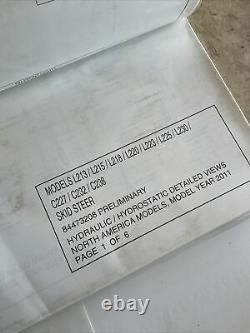 MODELS L213 / L215 / L218 / L220 / L223 / L225 / L230 /
C227 / C232 / C238
SKID STEER
84473208 PRELIMINARY
HYDRAULIC / HYDROSTATIC DETAILED VIEWS
NORTH AMERICA MODELS, MODEL YEAR 2011
PAGE 1 OF 6